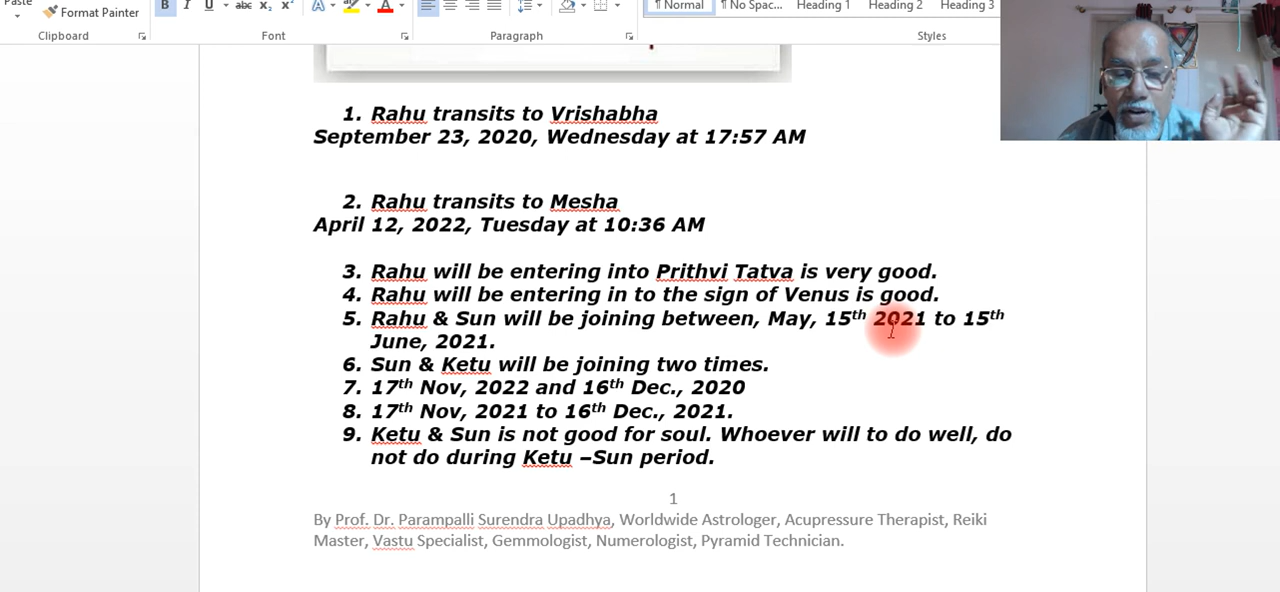 Paste
Format Painter
B I U abc x₂ x² A A
¶ Normal ¶ No Spac... Heading 1 Heading 2 Heading 3
Clipboard Font Paragraph Styles
1. Rahu transits to Vrishabha
September 23, 2020, Wednesday at 17:57 AM
2. Rahu transits to Mesha
April 12, 2022, Tuesday at 10:36 AM
3. Rahu will be entering into Prithvi Tatva is very good.
4. Rahu will be entering in to the sign of Venus is good.
5. Rahu & Sun will be joining between, May, 15th 2021 to 15th
June, 2021.
6. Sun & Ketu will be joining two times.
7. 17th Nov, 2022 and 16th Dec., 2020
8. 17th Nov, 2021 to 16th Dec., 2021.
9. Ketu & Sun is not good for soul. Whoever will to do well, do
not do during Ketu –Sun period.
1
By Prof. Dr. Parampalli Surendra Upadhya, Worldwide Astrologer, Acupressure Therapist, Reiki
Master, Vastu Specialist, Gemmologist, Numerologist, Pyramid Technician.